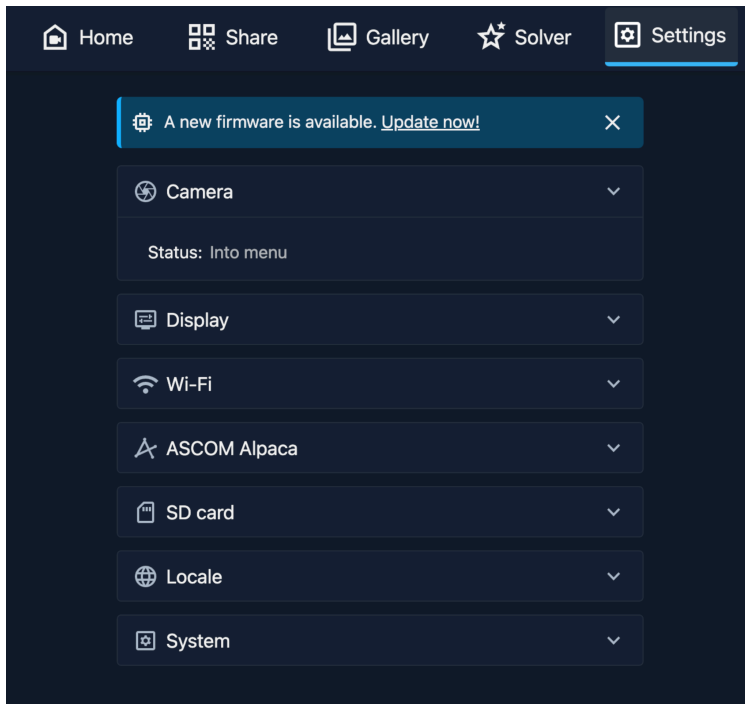 Home Share Gallery Solver Settings
A new firmware is available. Update now!
Camera
Status: Into menu
Display
Wi-Fi
ASCOM Alpaca
SD card
Locale
System